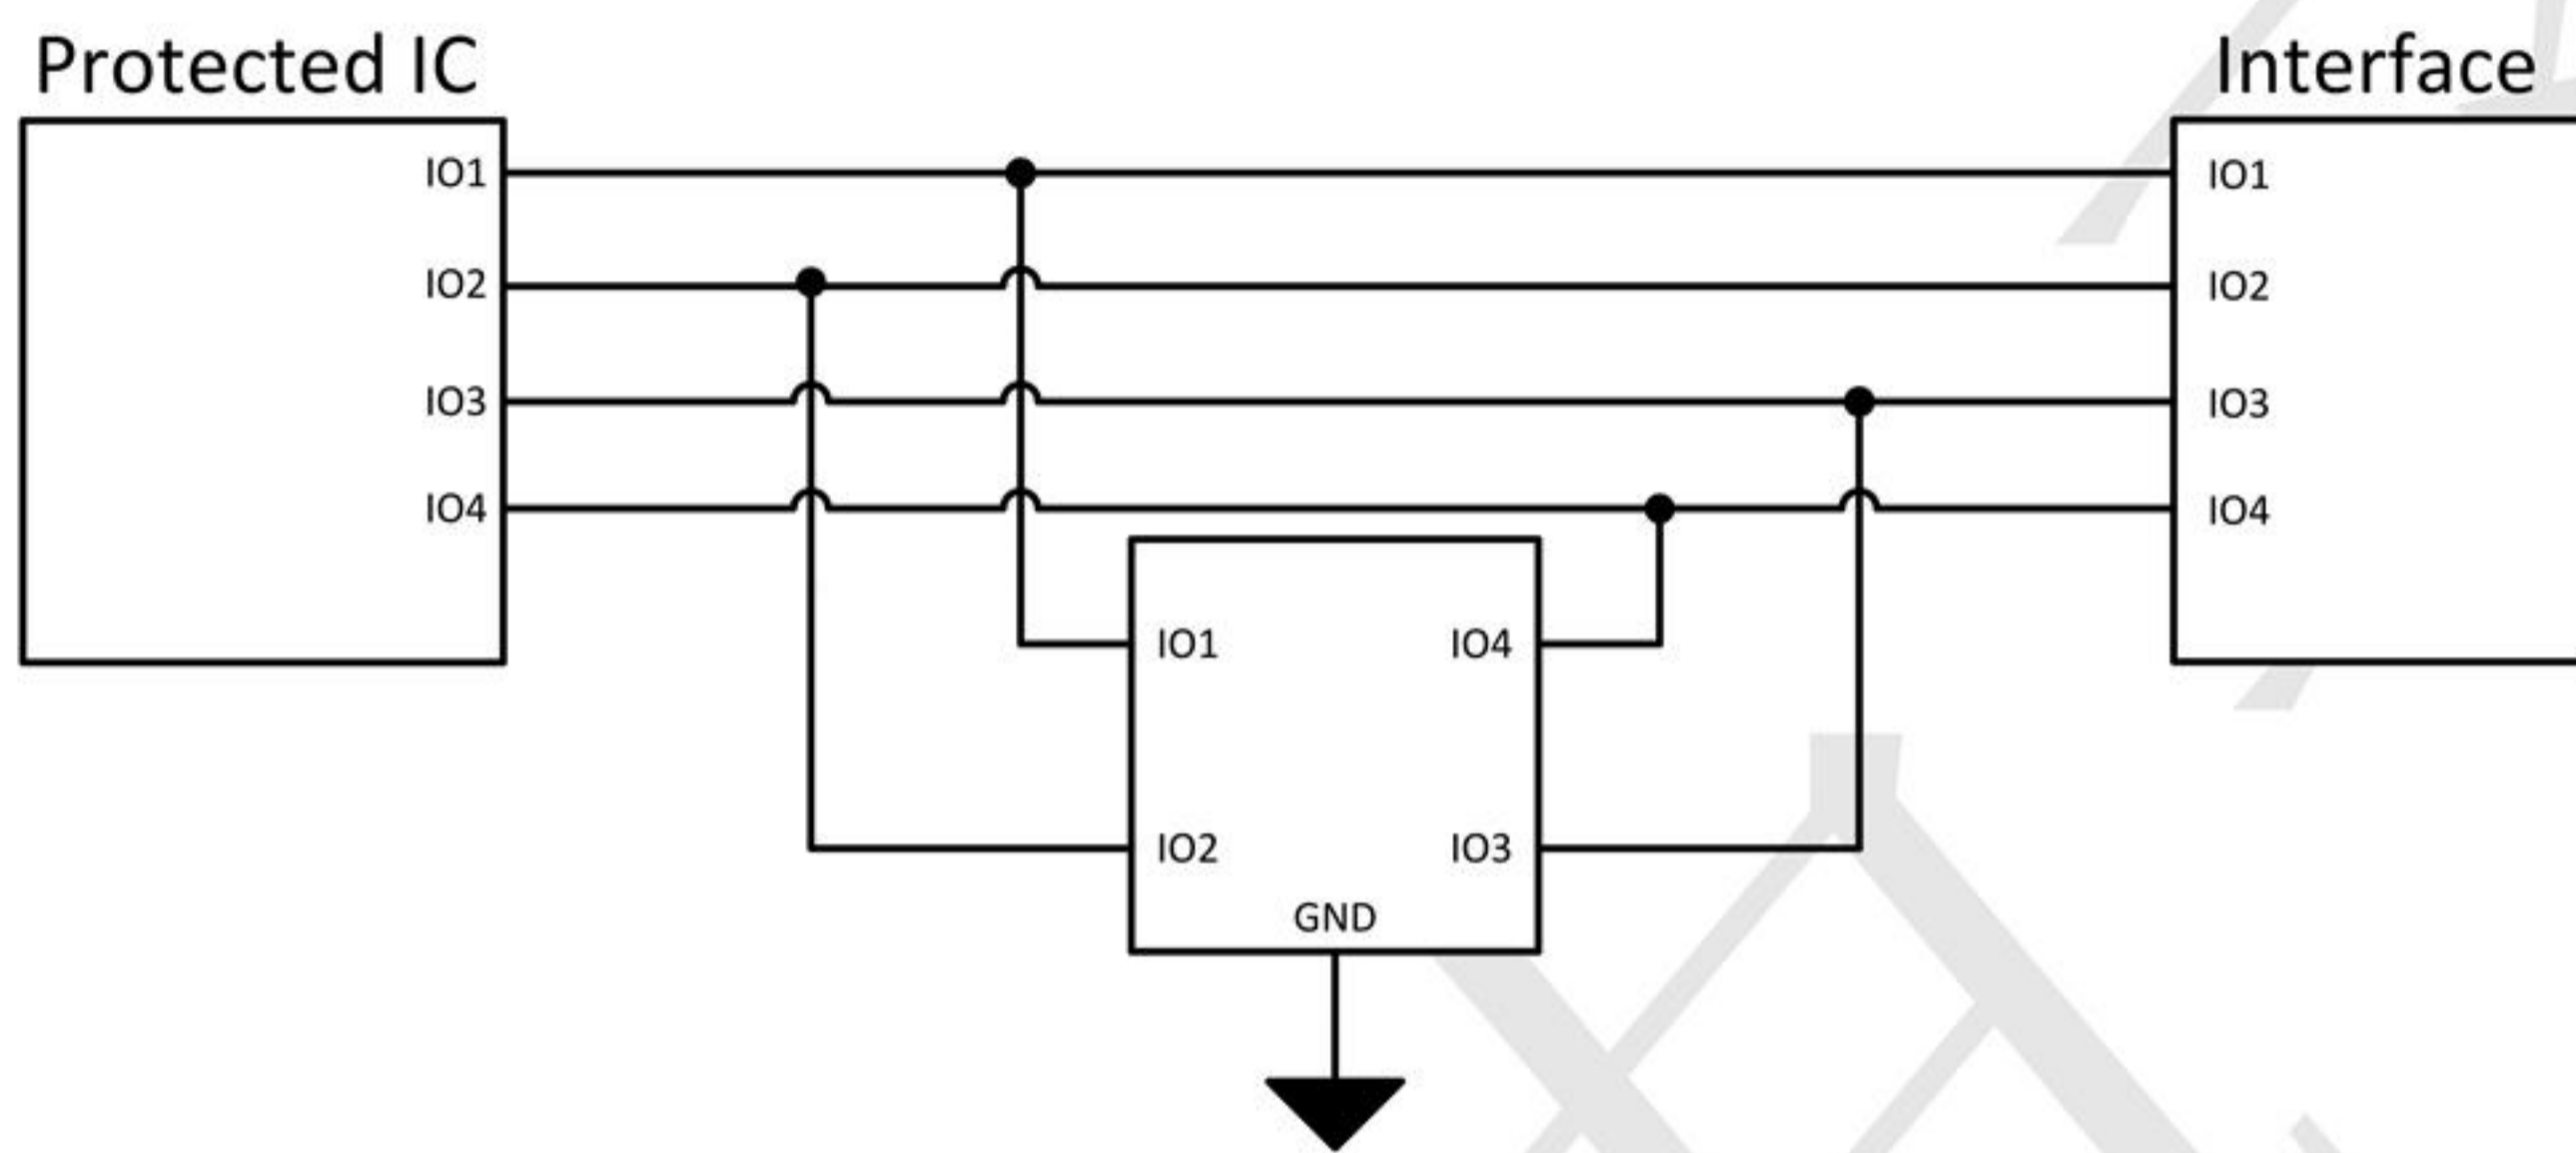 Protected IC
Interface
IO1
IO2
IO3
IO4
IO1
IO2
IO3
IO4
IO1
IO4
IO2
IO3
GND